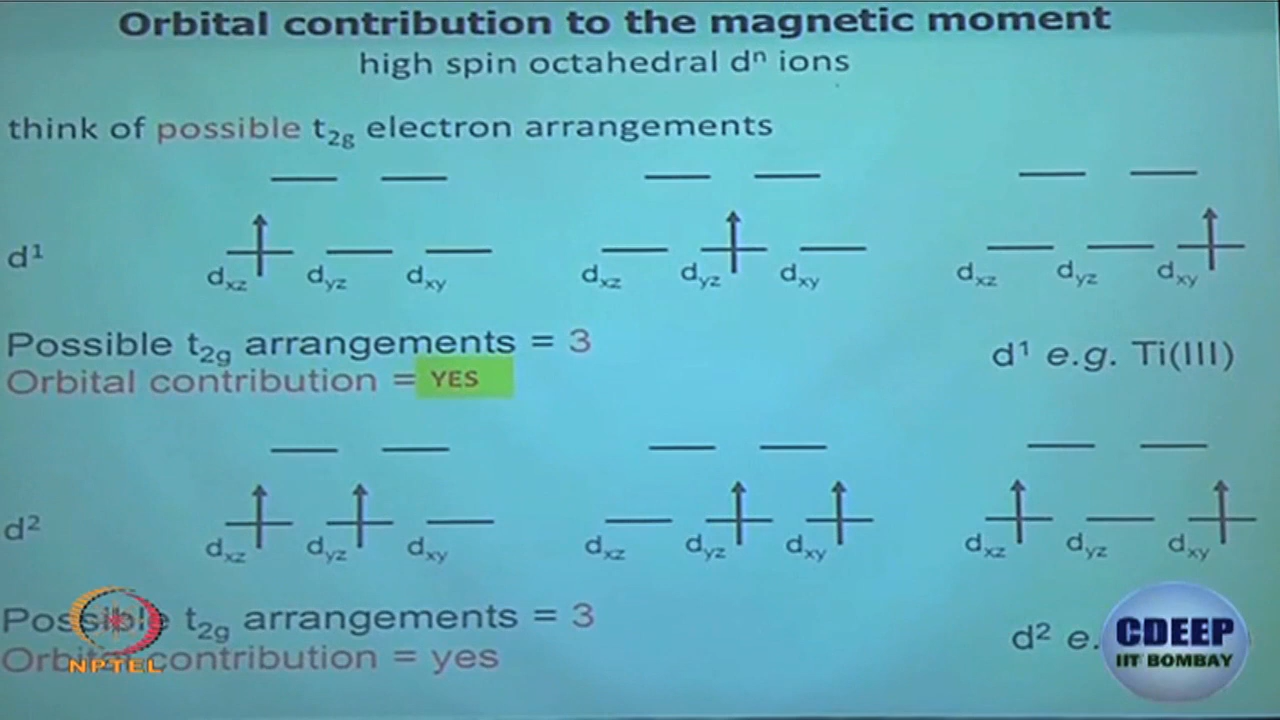 Orbital contribution to the magnetic moment
high spin octahedral dⁿ ions
think of possible t₂g electron arrangements
d¹
dxz dyz dxy dxz dyz dxy dxz dyz dxy
Possible t₂g arrangements = 3
Orbital contribution = YES
d¹ e.g. Ti(III)
d²
dxz dyz dxy dxz dyz dxy dxz dyz dxy
Possible t₂g arrangements = 3
Orbital contribution = yes
d² e.
NPTEL
CDEEP
IIT BOMBAY